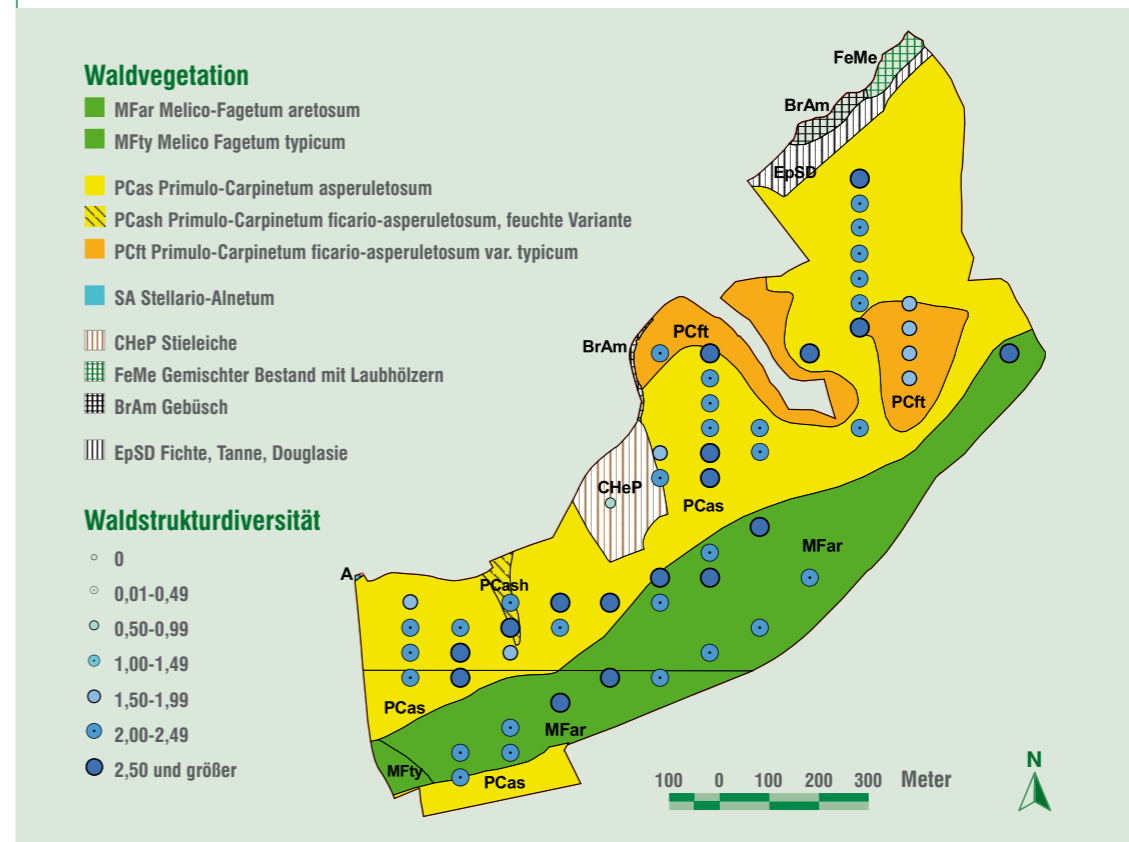 Waldvegetation
MFar Melico-Fagetum aretosum
MFty Melico Fagetum typicum
PCas Primulo-Carpinetum asperuletosum
PCash Primulo-Carpinetum ficario-asperuletosum, feuchte Variante
PCft Primulo-Carpinetum ficario-asperuletosum var. typicum
SA Stellario-Alnetum
CHeP Stieleiche
FeMe Gemischter Bestand mit Laubhölzern
BrAm Gebüsch
EpSD Fichte, Tanne, Douglasie
Waldstrukturdiversität
0
0,01-0,49
0,50-0,99
1,00-1,49
1,50-1,99
2,00-2,49
2,50 und größer
FeMe
BrAm
EpSD
PCft
BrAm
PCft
CHeP
PCas
MFar
A
PCash
PCas
MFar
MFty
PCas
100 0 100 200 300 Meter
N